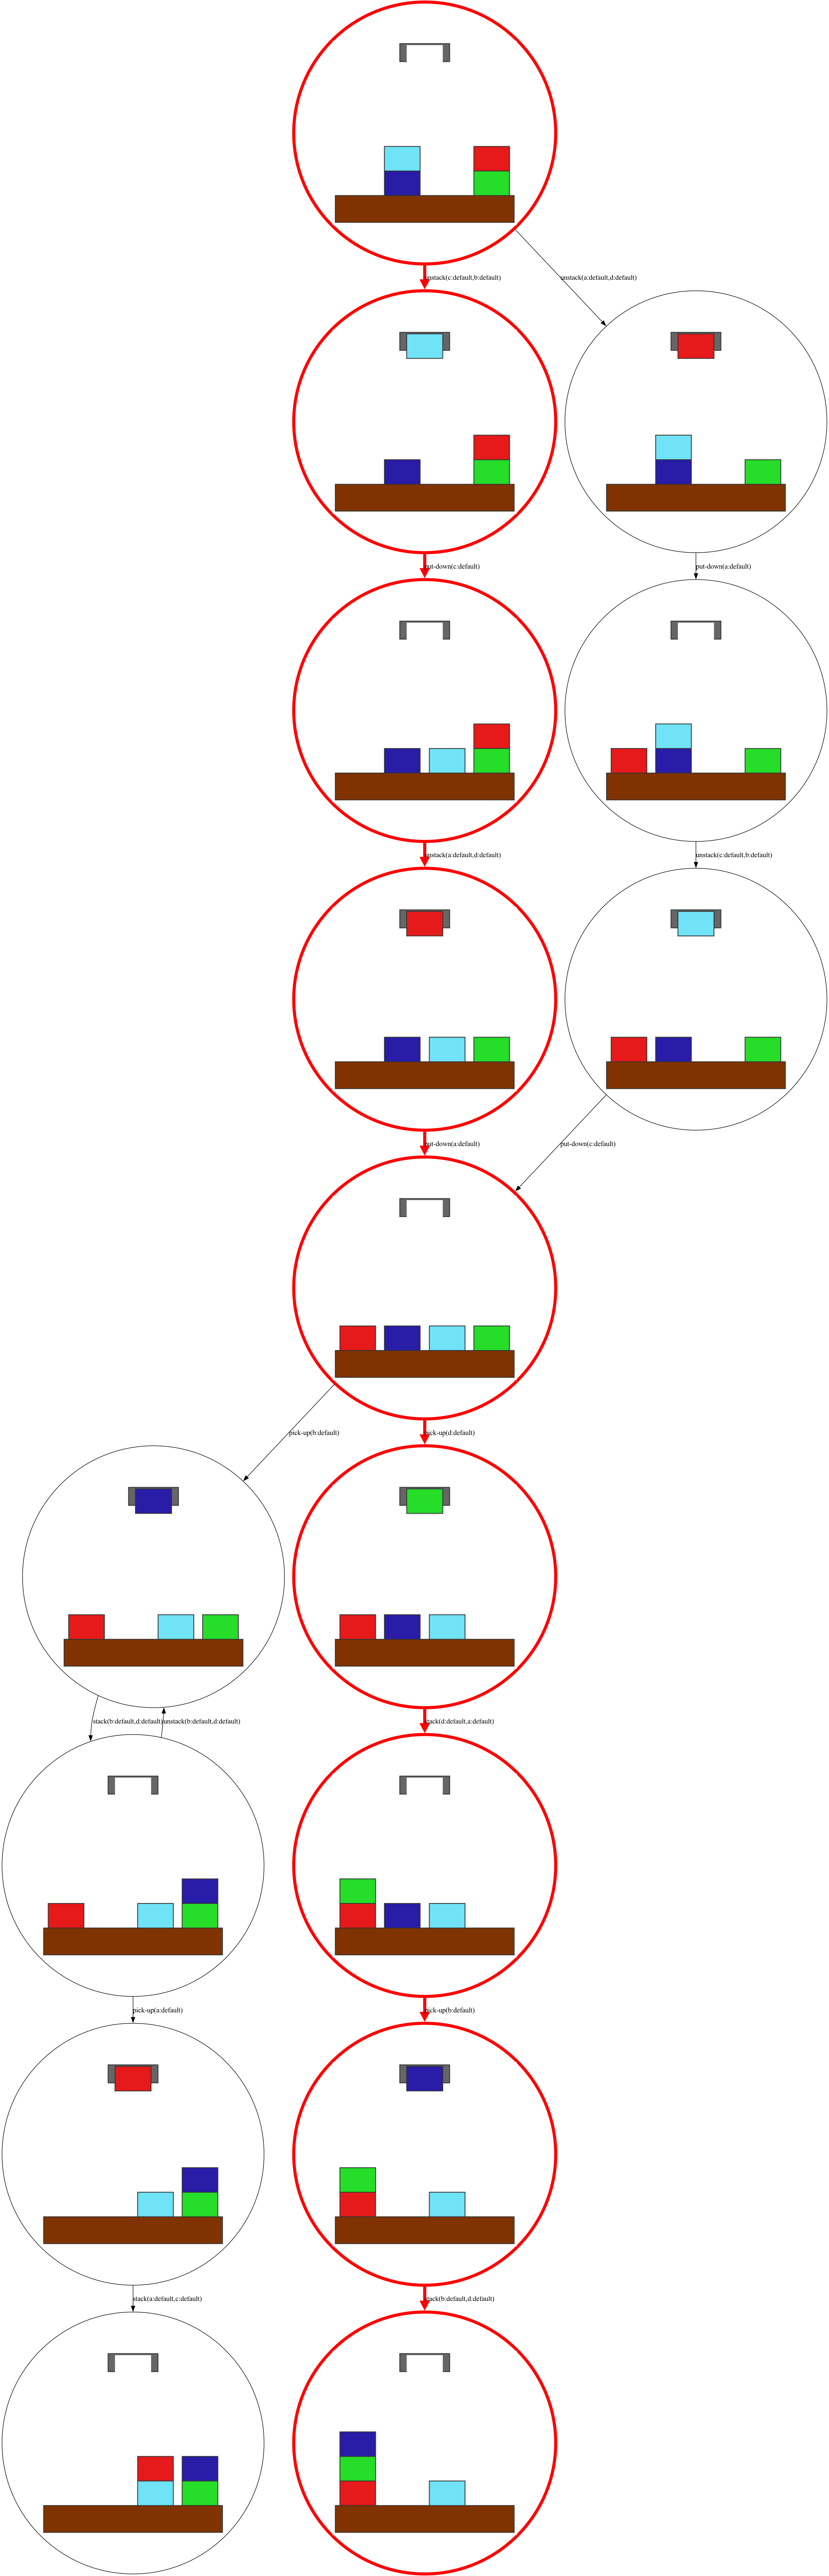 unstack(c:default,b:default)
unstack(a:default,d:default)
put-down(c:default)
put-down(a:default)
unstack(a:default,d:default)
unstack(c:default,b:default)
put-down(a:default)
put-down(c:default)
pick-up(b:default)
pick-up(d:default)
stack(b:default,d:default)
unstack(b:default,d:default)
stack(d:default,a:default)
pick-up(a:default)
pick-up(b:default)
stack(a:default,c:default)
stack(b:default,d:default)